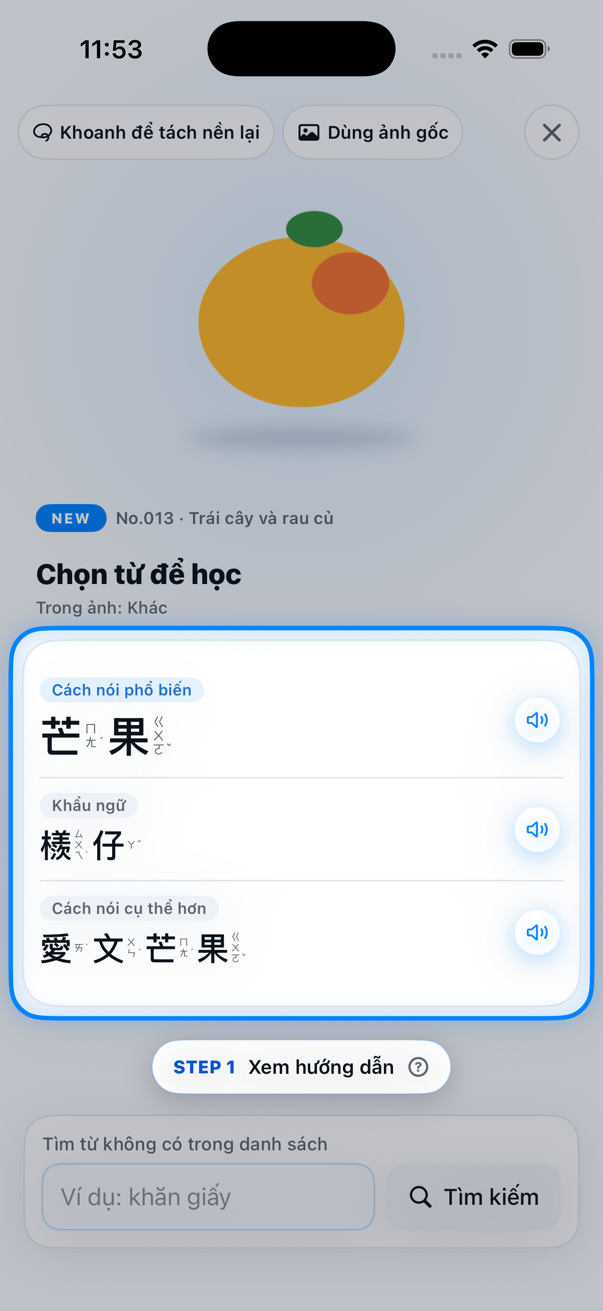 11:53
Khoanh để tách nền lại
Dùng ảnh gốc
NEW No.013 · Trái cây và rau củ
Chọn từ để học
Trong ảnh: Khác
Cách nói phổ biến
芒ㄇㄤˊ果ㄍㄨㄛˇ
Khẩu ngữ
檨ㄙㄨㄟˋ仔ㄚˇ
Cách nói cụ thể hơn
愛ㄞˋ文ㄨㄣˊ芒ㄇㄤˊ果ㄍㄨㄛˇ
STEP 1 Xem hướng dẫn ?
Tìm từ không có trong danh sách
Ví dụ: khăn giấy
Tìm kiếm